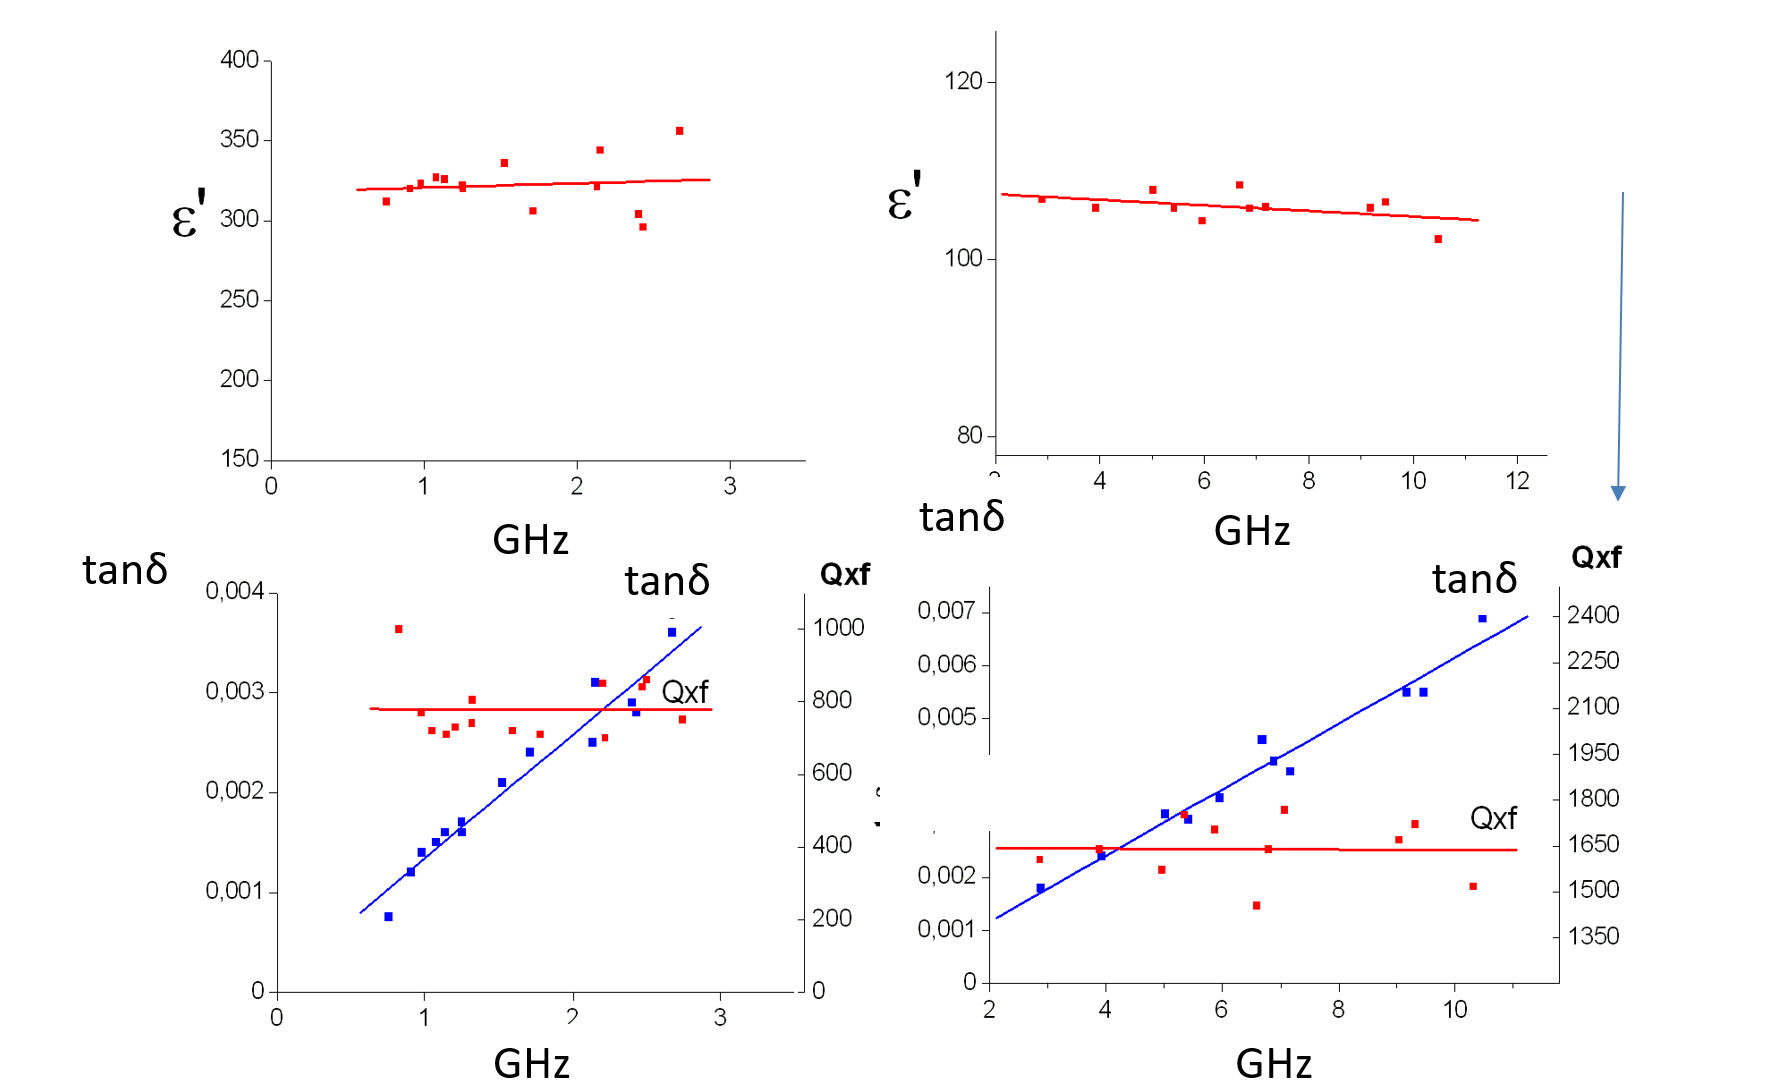 400
350
300
250
200
150
ε'
0 1 2 3
GHz
120
100
80
ε'
4 6 8 10 12
GHz
tanδ
tanδ
Qxf
0,004
0,003
0,002
0,001
0
1000
800
600
400
200
0
Qxf
0 1 2 3
GHz
tanδ
tanδ
Qxf
0,007
0,006
0,005
0,002
0,001
0
2400
2250
2100
1950
1800
1650
1500
1350
Qxf
2 4 6 8 10
GHz